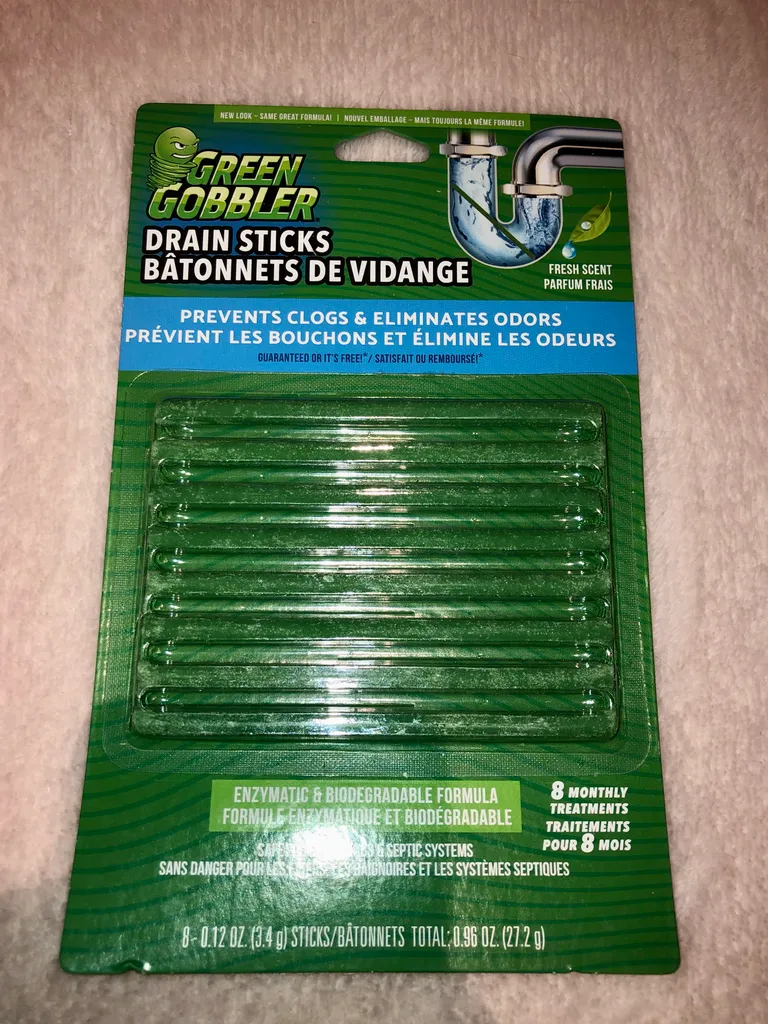 NEW LOOK – SAME GREAT FORMULA! | NOUVEL EMBALLAGE – MAIS TOUJOURS LA MÊME FORMULE!
GREEN
GOBBLER
DRAIN STICKS
BÂTONNETS DE VIDANGE
FRESH SCENT
PARFUM FRAIS
PREVENTS CLOGS & ELIMINATES ODORS
PRÉVIENT LES BOUCHONS ET ÉLIMINE LES ODEURS
GUARANTEED OR IT'S FREE!*/ SATISFAIT OU REMBOURSÉ!*
ENZYMATIC & BIODEGRADABLE FORMULA
FORMULE ENZYMATIQUE ET BIODÉGRADABLE
8 MONTHLY
TREATMENTS
TRAITEMENTS
POUR 8 MOIS
& SEPTIC SYSTEMS
SANS DANGER POUR LES ÉVIERS, LES BAIGNOIRES ET LES SYSTÈMES SEPTIQUES
8- 0.12 OZ. (3.4 g) STICKS/BÂTONNETS TOTAL: 0.96 OZ. (27.2 g)